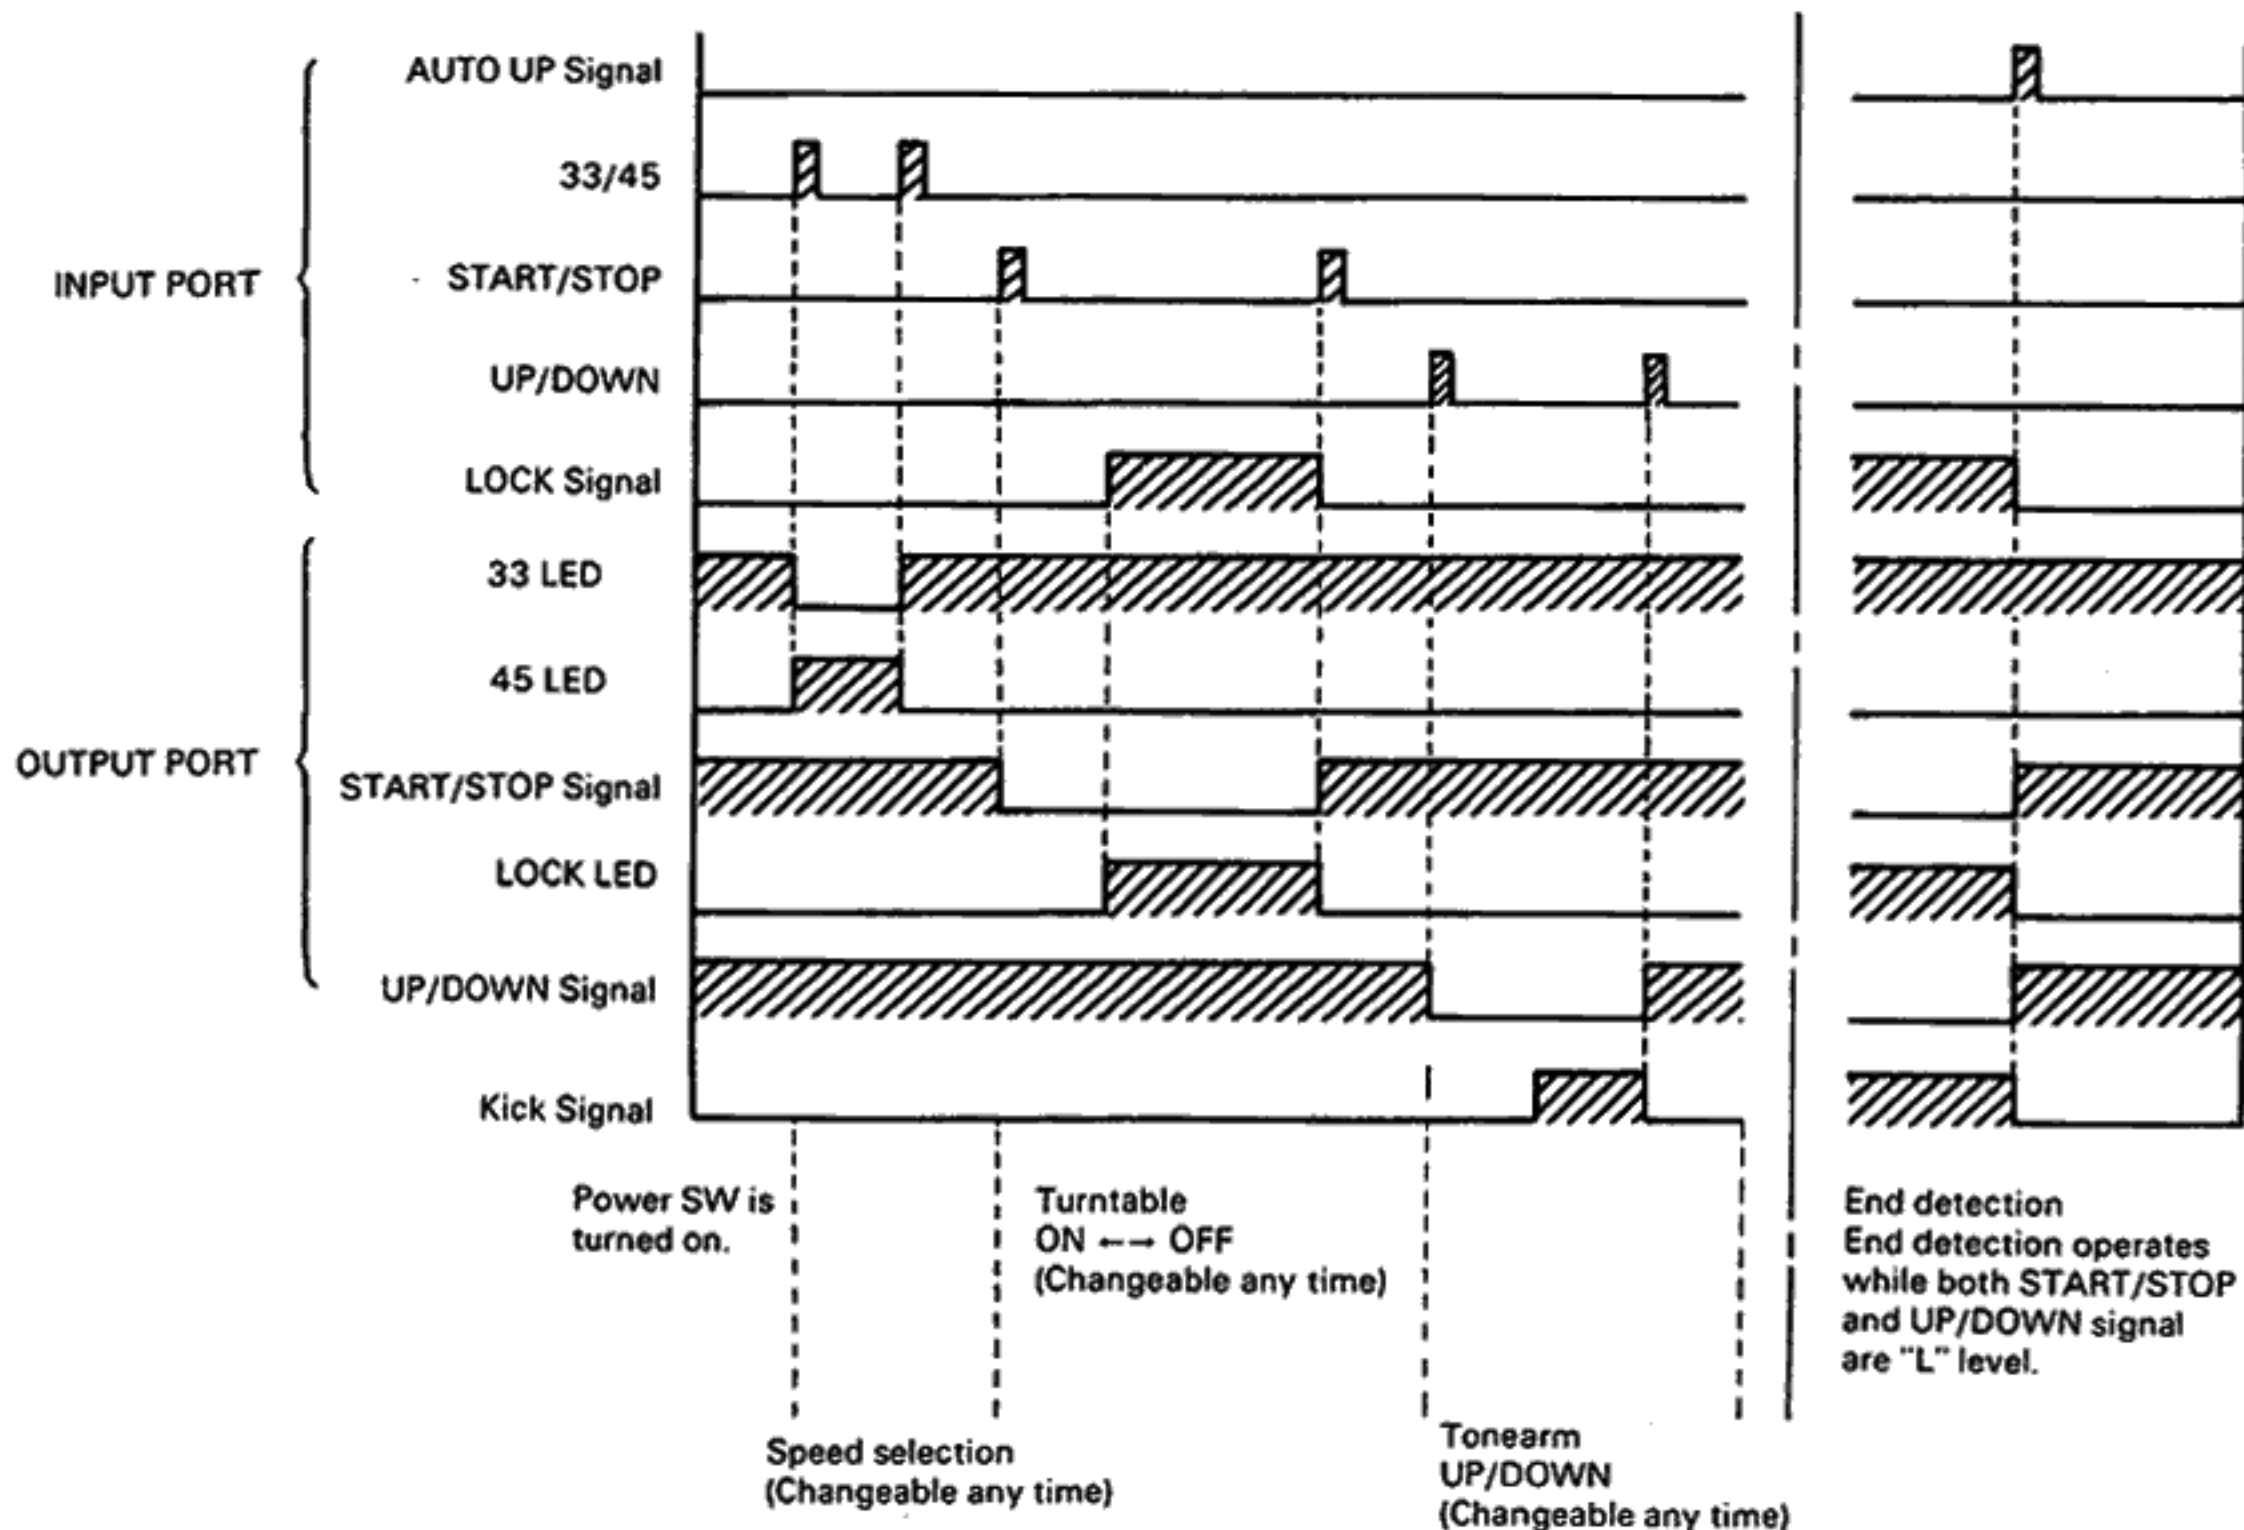 AUTO UP Signal
33/45
INPUT PORT
START/STOP
UP/DOWN
LOCK Signal
33 LED
45 LED
OUTPUT PORT
START/STOP Signal
LOCK LED
UP/DOWN Signal
Kick Signal
Power SW is
turned on.
Turntable
ON ←→ OFF
(Changeable any time)
End detection
End detection operates
while both START/STOP
and UP/DOWN signal
are "L" level.
Speed selection
(Changeable any time)
Tonearm
UP/DOWN
(Changeable any time)